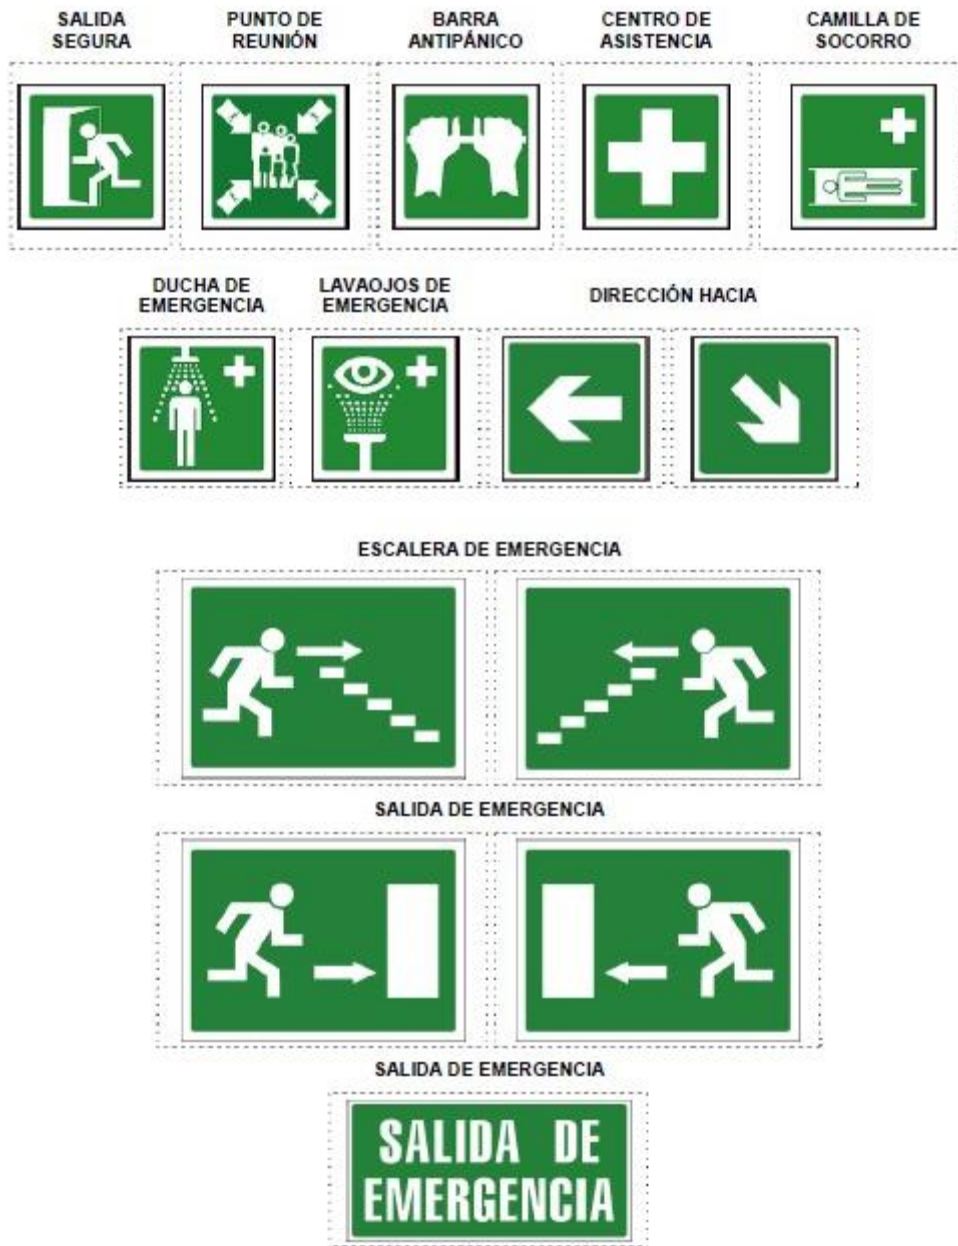 SALIDA
SEGURA
PUNTO DE
REUNIÓN
BARRA
ANTIPÁNICO
CENTRO DE
ASISTENCIA
CAMILLA DE
SOCORRO
DUCHA DE
EMERGENCIA
LAVAOJOS DE
EMERGENCIA
DIRECCIÓN HACIA
ESCALERA DE EMERGENCIA
SALIDA DE EMERGENCIA
SALIDA DE EMERGENCIA
SALIDA DE
EMERGENCIA